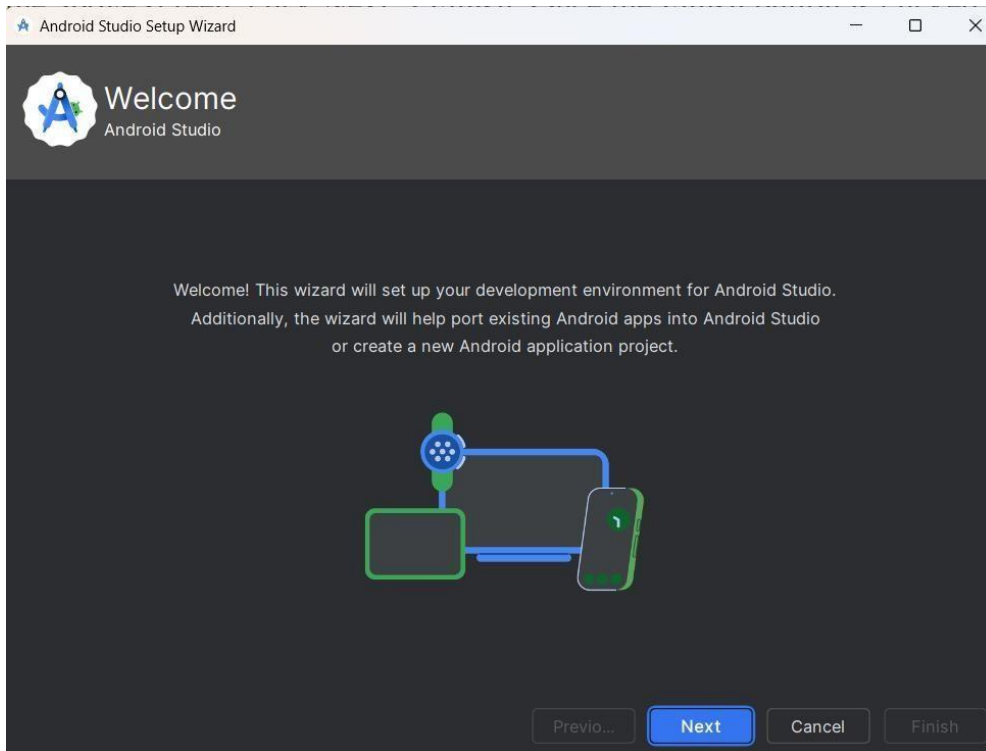 Android Studio Setup Wizard
Welcome
Android Studio
Welcome! This wizard will set up your development environment for Android Studio.
Additionally, the wizard will help port existing Android apps into Android Studio
or create a new Android application project.
Previo...
Next
Cancel
Finish